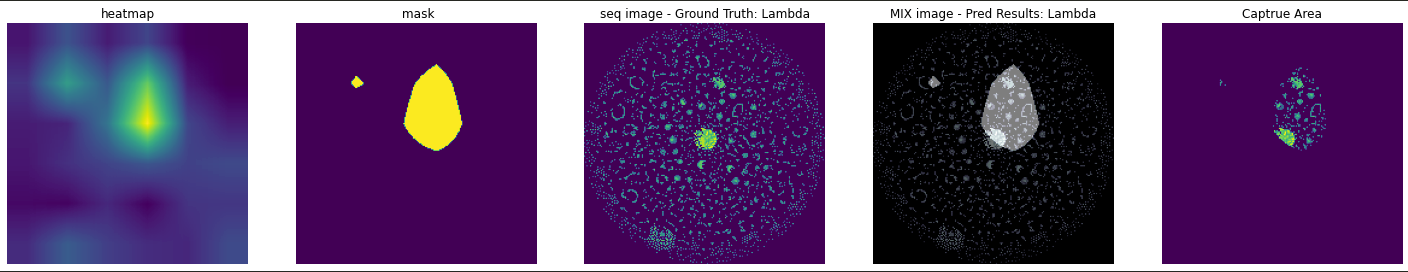 heatmap
mask
seq image - Ground Truth: Lambda
MIX image - Pred Results: Lambda
Captrue Area